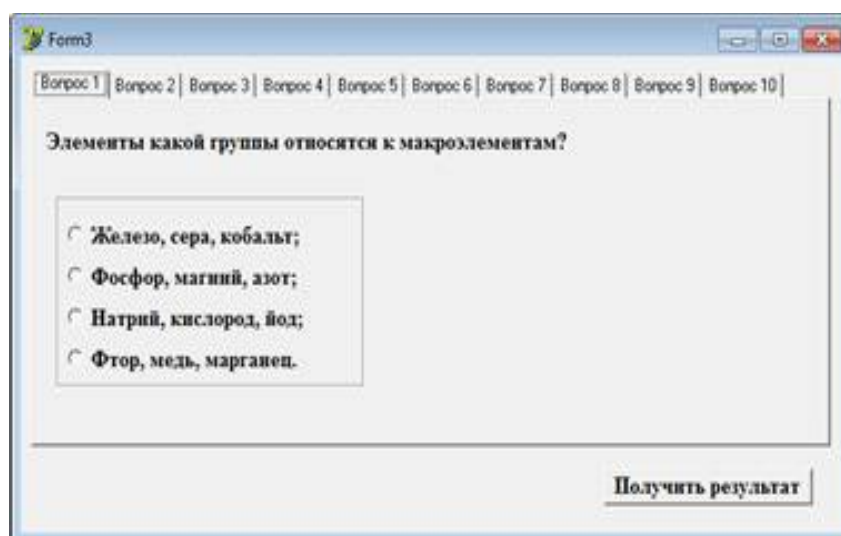 Form3
Вопрос 1 Вопрос 2 Вопрос 3 Вопрос 4 Вопрос 5 Вопрос 6 Вопрос 7 Вопрос 8 Вопрос 9 Вопрос 10
Элементы какой группы относятся к макроэлементам?
Железо, сера, кобальт;
Фосфор, магний, азот;
Натрий, кислород, йод;
Фтор, медь, марганец.
Получить результат